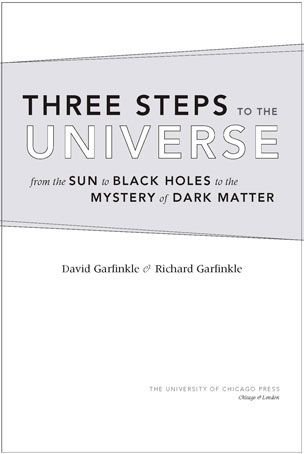 THREE STEPS TO THE
UNIVERSE
from the SUN to BLACK HOLES to the
MYSTERY of DARK MATTER
David Garfinkle & Richard Garfinkle
THE UNIVERSITY OF CHICAGO PRESS
Chicago & London